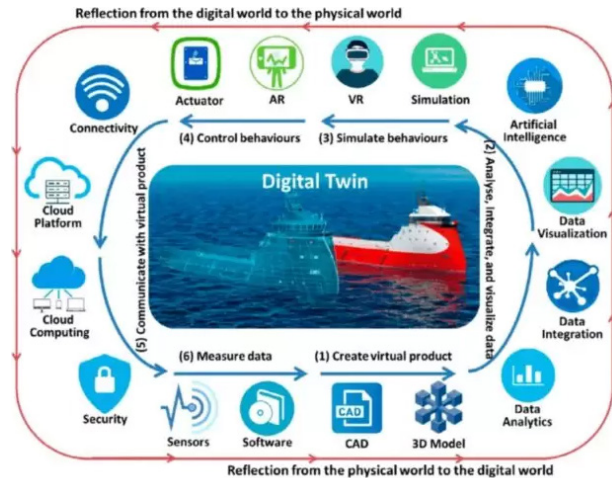 Reflection from the digital world to the physical world
Actuator
AR
VR
Simulation
Connectivity
Artificial
Intelligence
(4) Control behaviours
(3) Simulate behaviours
(2) Analyse, integrate, and visualize data
Digital Twin
Cloud
Platform
Data
Visualization
(5) Communicate with virtual product
Cloud
Computing
Data
Integration
(6) Measure data
(1) Create virtual product
Security
Sensors
Software
CAD
CAD
3D Model
Data
Analytics
Reflection from the physical world to the digital world